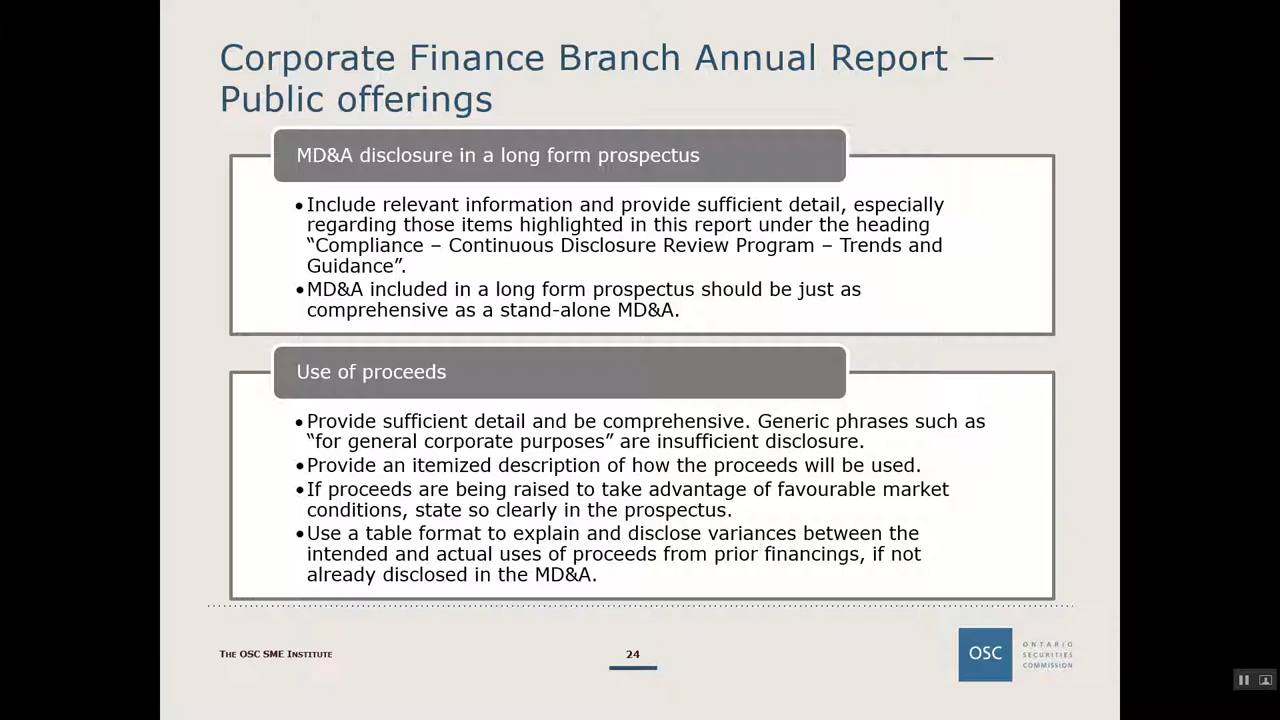 Corporate Finance Branch Annual Report —
Public offerings
MD&A disclosure in a long form prospectus
•Include relevant information and provide sufficient detail, especially
regarding those items highlighted in this report under the heading
“Compliance – Continuous Disclosure Review Program – Trends and
Guidance”.
•MD&A included in a long form prospectus should be just as
comprehensive as a stand-alone MD&A.
Use of proceeds
•Provide sufficient detail and be comprehensive. Generic phrases such as
“for general corporate purposes” are insufficient disclosure.
•Provide an itemized description of how the proceeds will be used.
•If proceeds are being raised to take advantage of favourable market
conditions, state so clearly in the prospectus.
•Use a table format to explain and disclose variances between the
intended and actual uses of proceeds from prior financings, if not
already disclosed in the MD&A.
The OSC SME Institute
24
OSC
ONTARIO
SECURITIES
COMMISSION